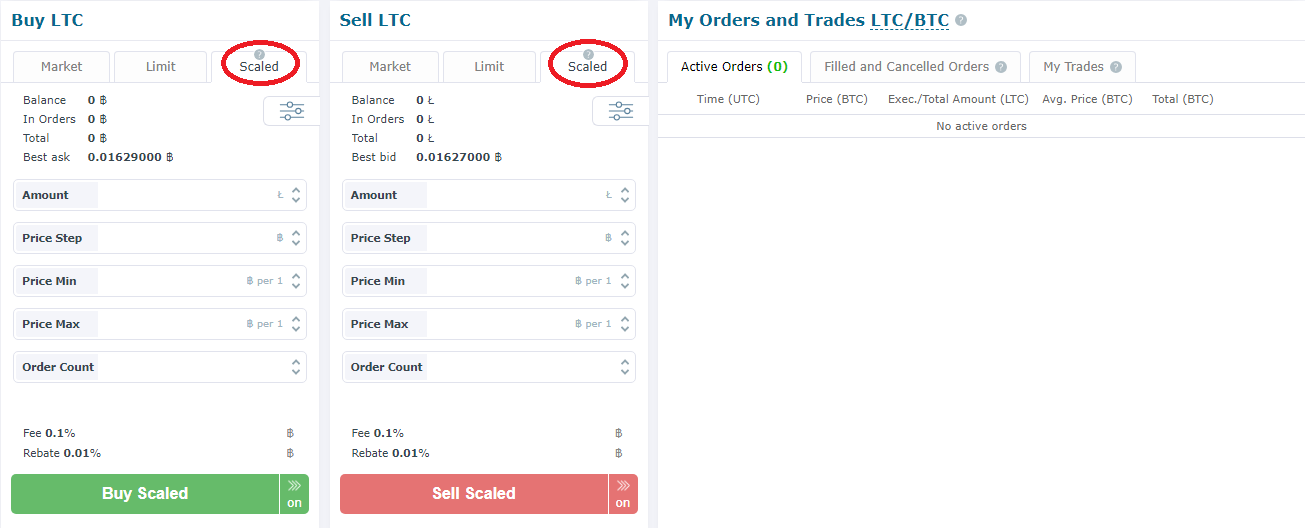 Buy LTC
Market Limit Scaled
Balance 0 ฿
In Orders 0 ฿
Total 0 ฿
Best ask 0.01629000 ฿
Amount Ł
Price Step ฿
Price Min ฿ per 1
Price Max ฿ per 1
Order Count
Fee 0.1% ฿
Rebate 0.01% ฿
Buy Scaled on
Sell LTC
Market Limit Scaled
Balance 0 Ł
In Orders 0 Ł
Total 0 Ł
Best bid 0.01627000 ฿
Amount Ł
Price Step ฿
Price Min ฿ per 1
Price Max ฿ per 1
Order Count
Fee 0.1% ฿
Rebate 0.01% ฿
Sell Scaled on
My Orders and Trades LTC/BTC ?
Active Orders (0) Filled and Cancelled Orders ? My Trades ?
Time (UTC) Price (BTC) Exec./Total Amount (LTC) Avg. Price (BTC) Total (BTC)
No active orders